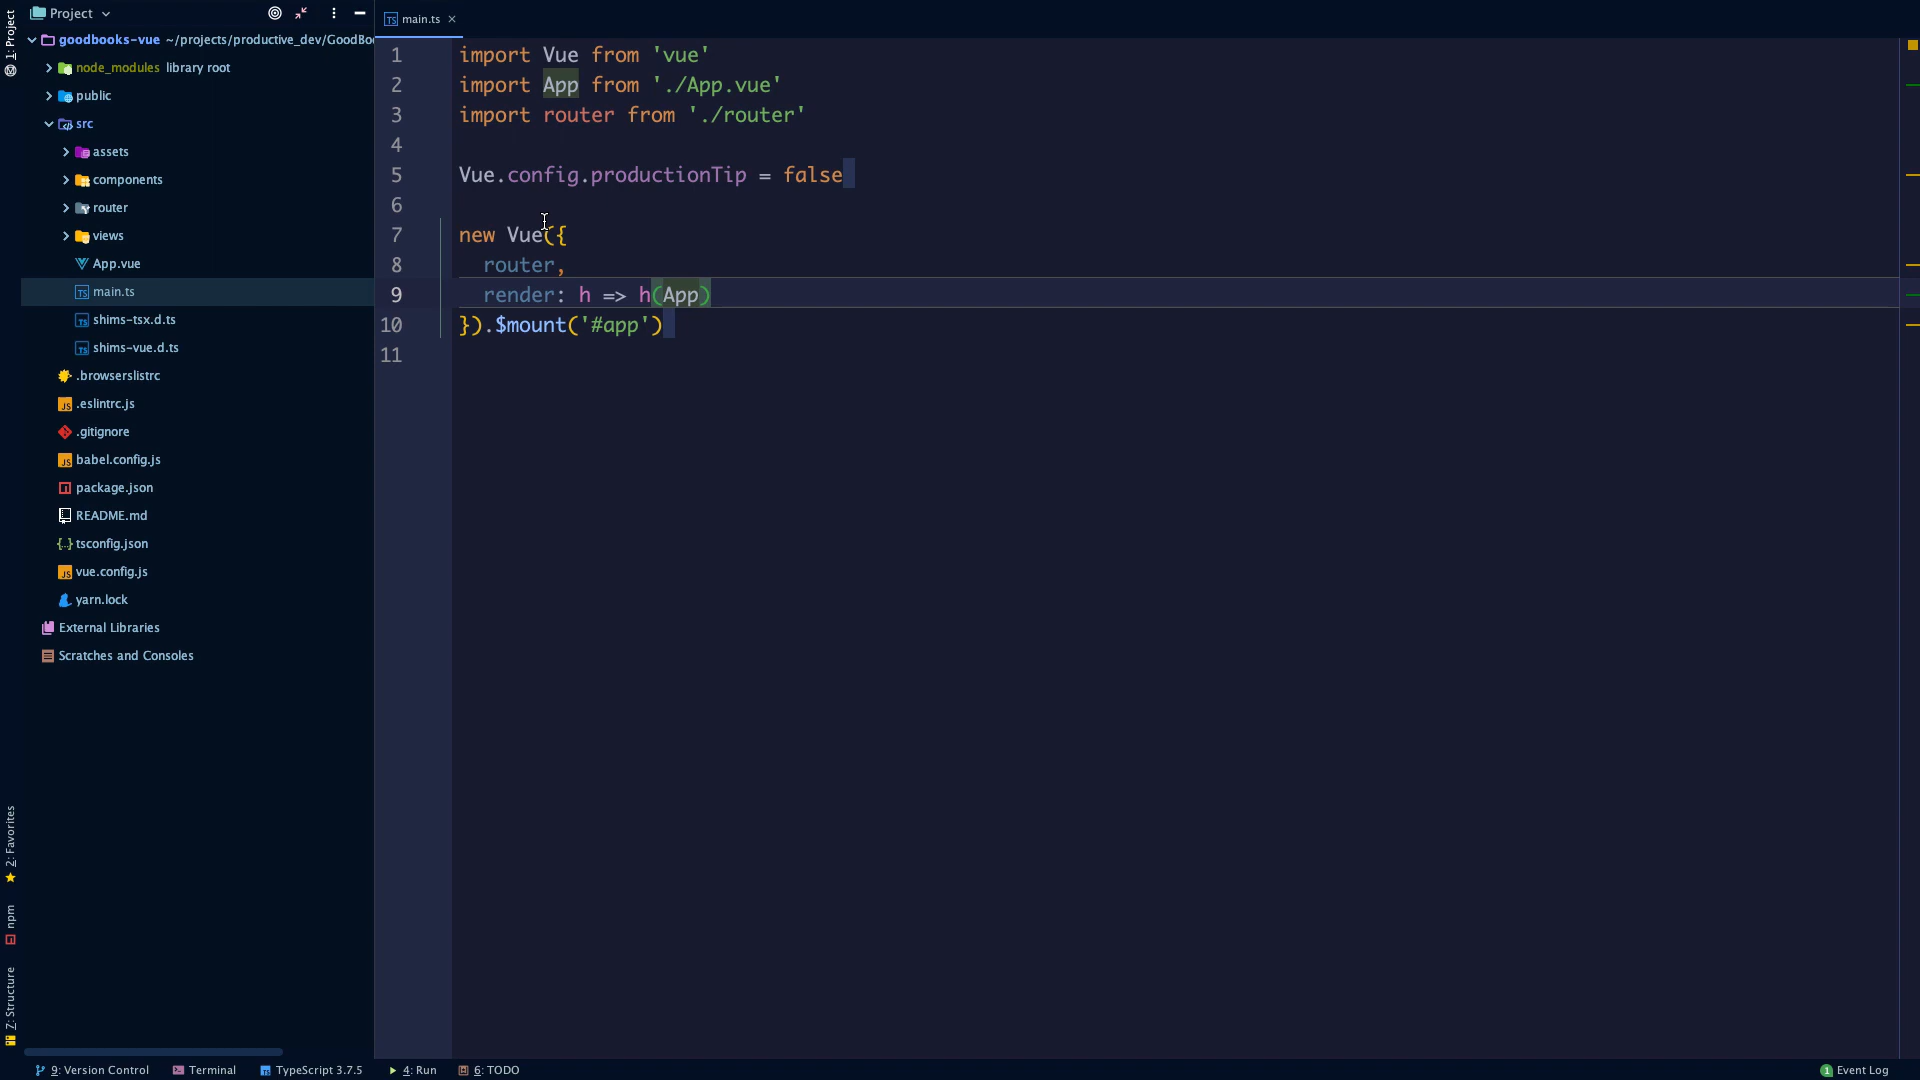 Project
main.ts
1: Project
goodbooks-vue ~/projects/productive_dev/GoodBo
node_modules library root
public
src
assets
components
router
views
App.vue
main.ts
shims-tsx.d.ts
shims-vue.d.ts
.browserslistrc
.eslintrc.js
.gitignore
babel.config.js
package.json
README.md
tsconfig.json
vue.config.js
yarn.lock
External Libraries
Scratches and Consoles
1 import Vue from 'vue'
2 import App from './App.vue'
3 import router from './router'
4
5 Vue.config.productionTip = false
6
7 new Vue({
8 router,
9 render: h => h(App)
10 }).$mount('#app')
11
2: Favorites
npm
Z: Structure
9: Version Control
Terminal
TypeScript 3.7.5
4: Run
6: TODO
1 Event Log